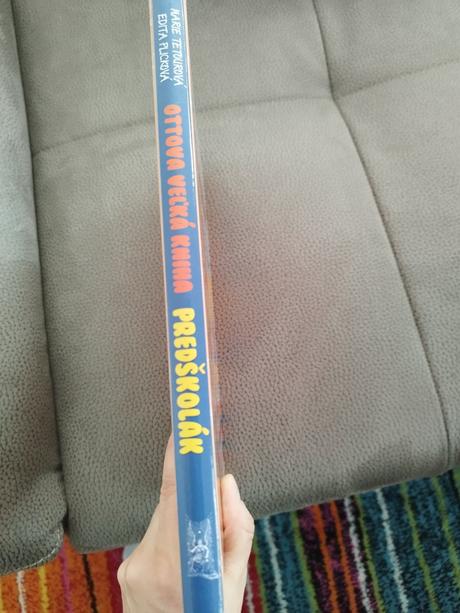 MARIE TETOUROVÁ
EDITA PLICKOVÁ
OTTOVA VEĽKÁ KNIHA
PREDŠKOLÁK